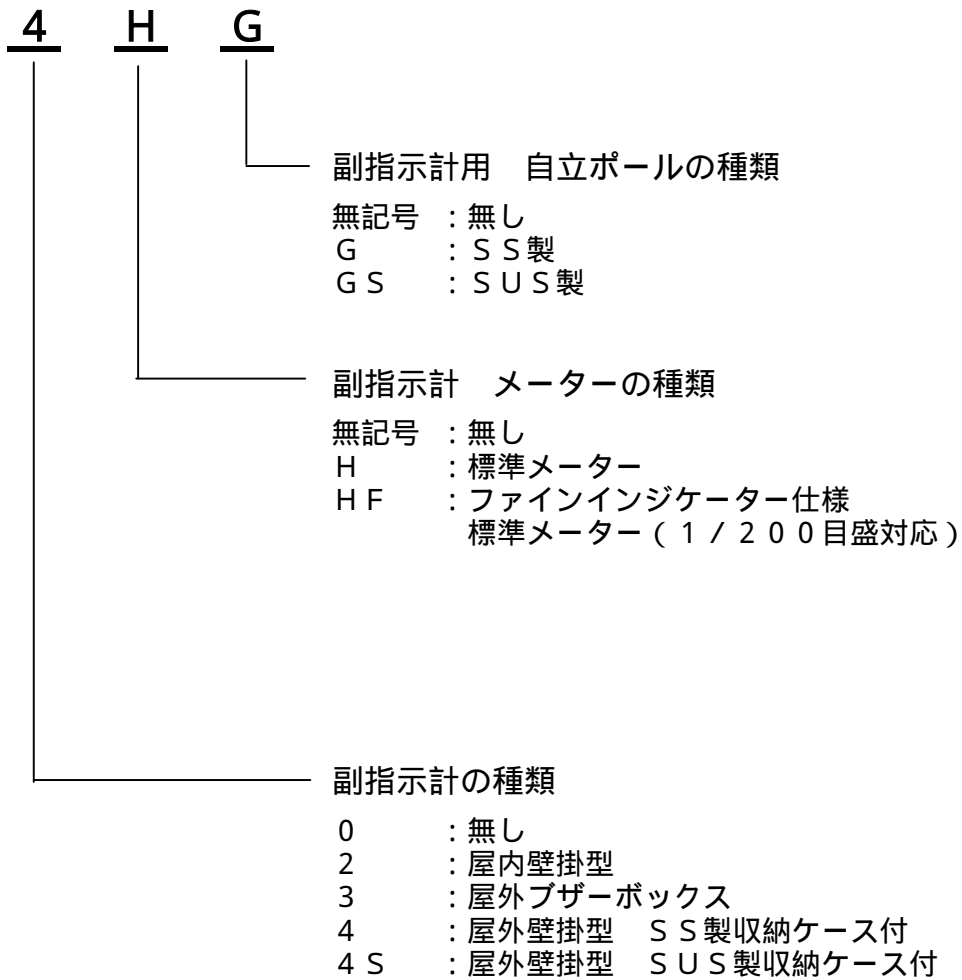 4 H G
副指示計用　自立ポールの種類
無記号　：無し
Ｇ　　　：ＳＳ製
ＧＳ　　：ＳＵＳ製
副指示計　メーターの種類
無記号　：無し
Ｈ　　　：標準メーター
ＨＦ　　：ファインインジケーター仕様
標準メーター（１／２００目盛対応）
副指示計の種類
０　　　：無し
２　　　：屋内壁掛型
３　　　：屋外ブザーボックス
４　　　：屋外壁掛型　ＳＳ製収納ケース付
４Ｓ　　：屋外壁掛型　ＳＵＳ製収納ケース付